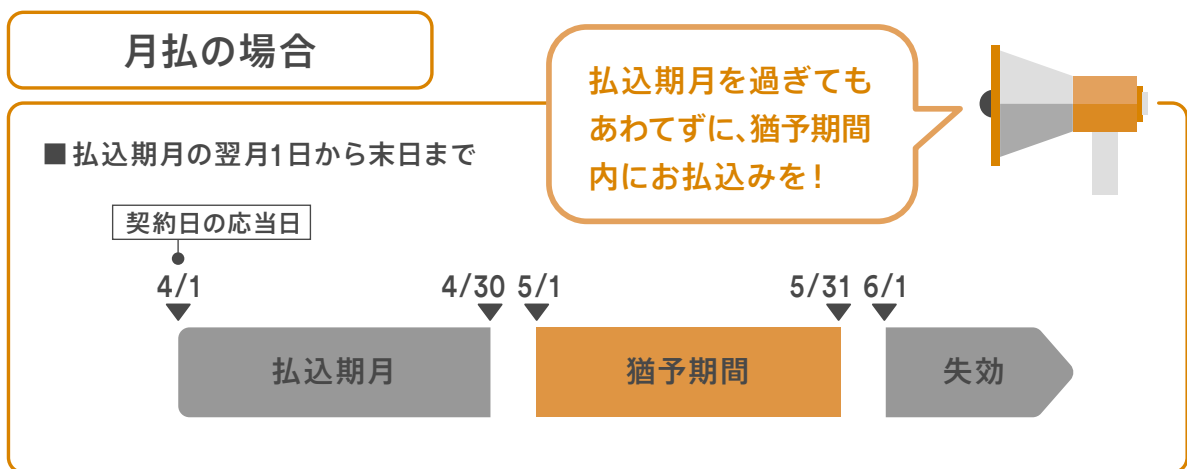 月払の場合
払込期月を過ぎても
あわてずに、猶予期間
内にお払込みを！
■払込期月の翌月1日から末日まで
契約日の応当日
4/1 4/30 5/1 5/31 6/1
払込期月 猶予期間 失効